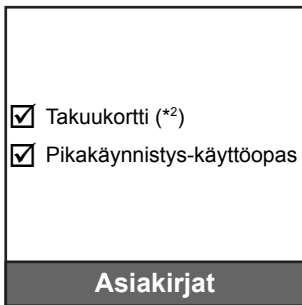 ☑ Takuukortti (*²)
☑ Pikakäynnistys-käyttöopas
Asiakirjat